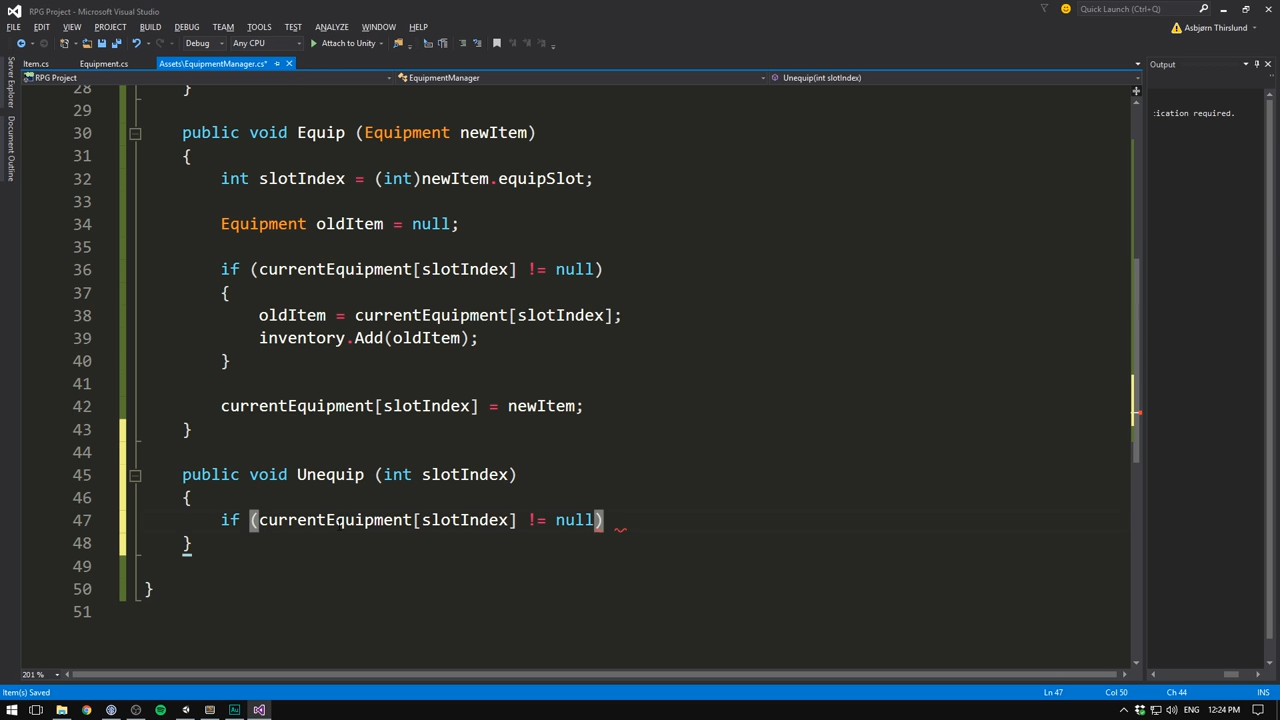 RPG Project - Microsoft Visual Studio
Quick Launch (Ctrl+Q)
FILE EDIT VIEW PROJECT BUILD DEBUG TEAM TOOLS TEST ANALYZE WINDOW HELP
Asbjørn Thirslund
Debug Any CPU Attach to Unity
Server Explorer
Document Outline
Item.cs Equipment.cs Assets\EquipmentManager.cs*
Output
RPG Project EquipmentManager Unequip(int slotIndex)
:ication required.
28 }
29
30 public void Equip (Equipment newItem)
31 {
32 int slotIndex = (int)newItem.equipSlot;
33
34 Equipment oldItem = null;
35
36 if (currentEquipment[slotIndex] != null)
37 {
38 oldItem = currentEquipment[slotIndex];
39 inventory.Add(oldItem);
40 }
41
42 currentEquipment[slotIndex] = newItem;
43 }
44
45 public void Unequip (int slotIndex)
46 {
47 if (currentEquipment[slotIndex] != null)
48 }
49
50 }
51
201 %
Item(s) Saved Ln 47 Col 50 Ch 44 INS
ENG 12:24 PM